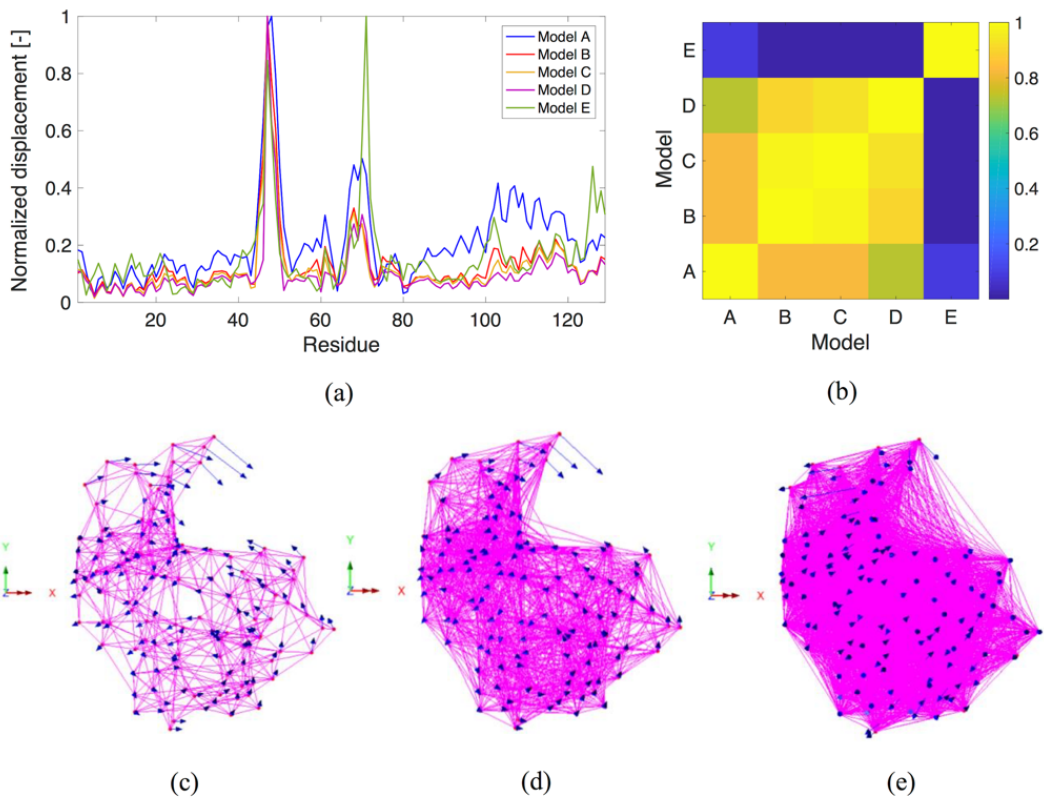 Normalized displacement [-]
1
0.8
0.6
0.4
0.2
0
20
40
60
80
100
120
Residue
Model A
Model B
Model C
Model D
Model E
(a)
Model
E
D
C
B
A
A
B
C
D
E
Model
1
0.8
0.6
0.4
0.2
(b)
Y
Z
X
Y
Z
X
Y
Z
X
(c)
(d)
(e)